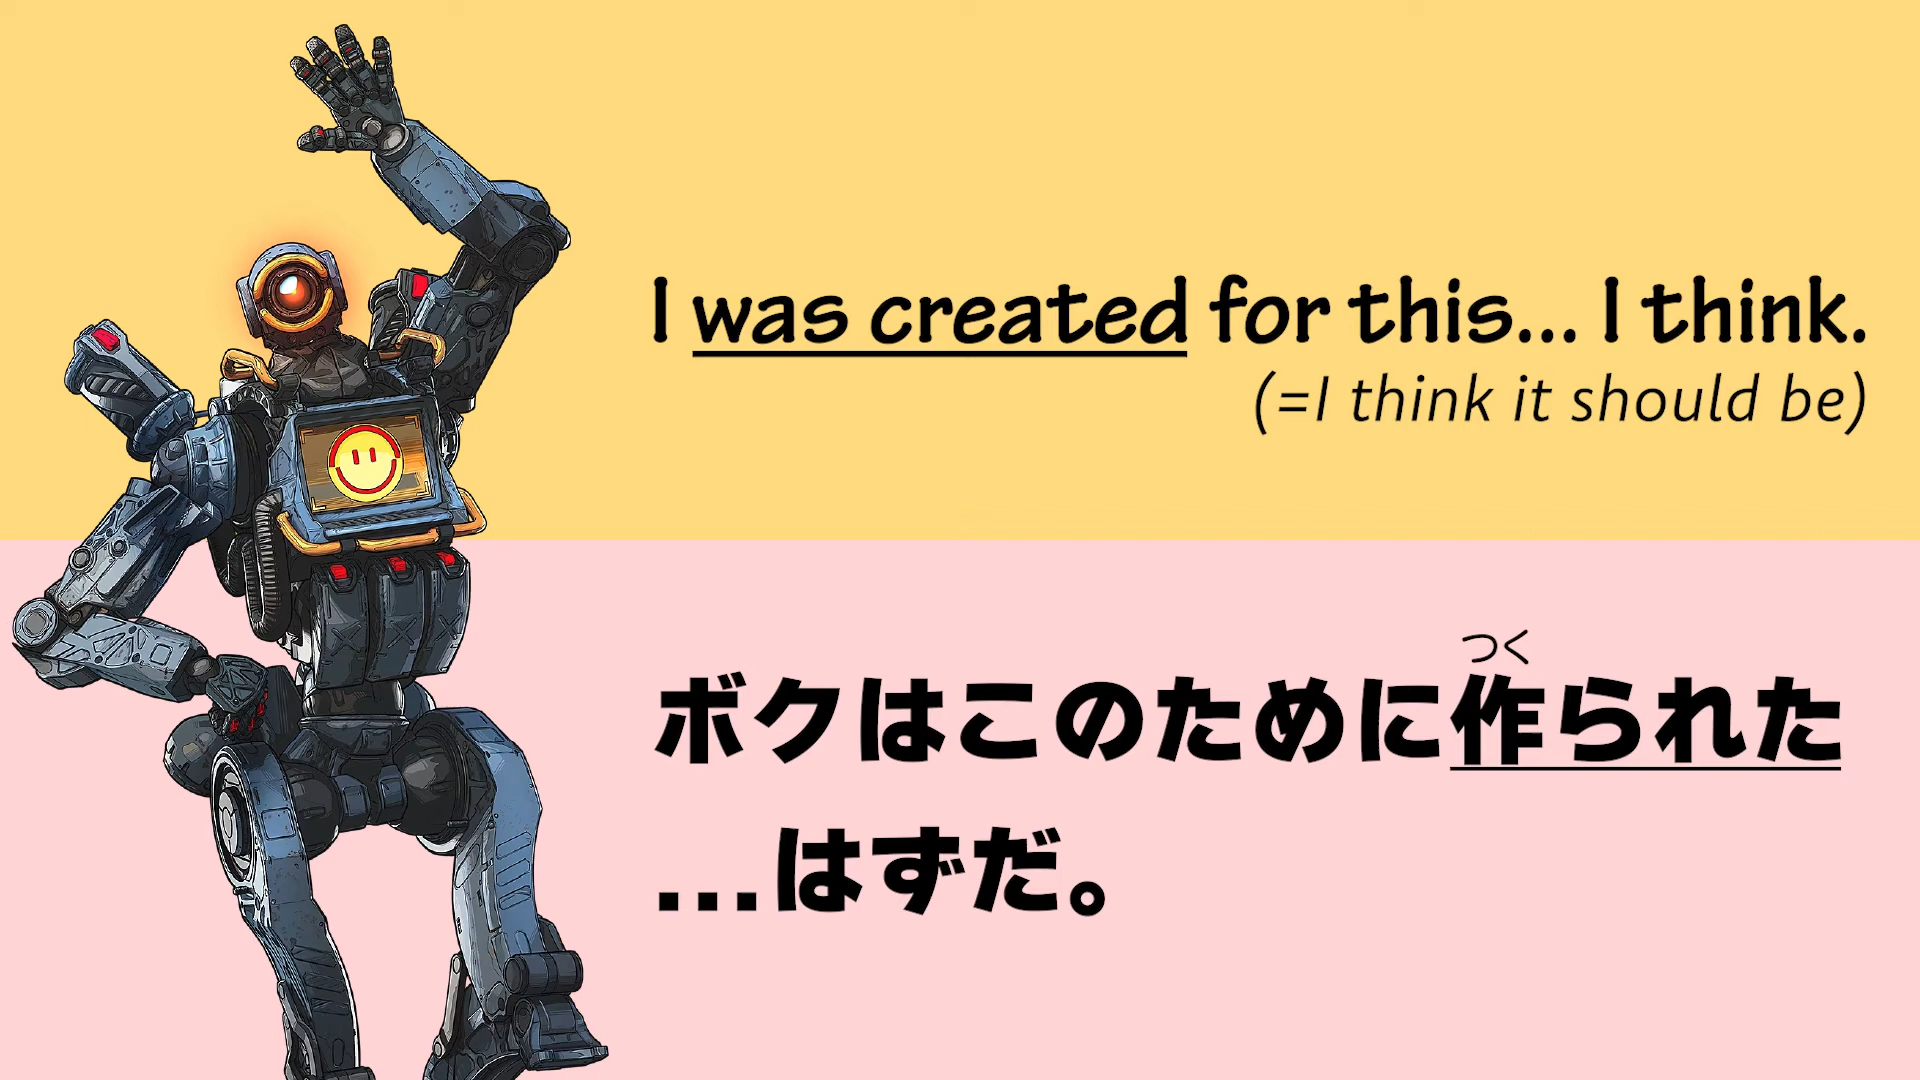 I was created for this... I think.
(=I think it should be)
つく
ボクはこのために作られた
...はずだ。